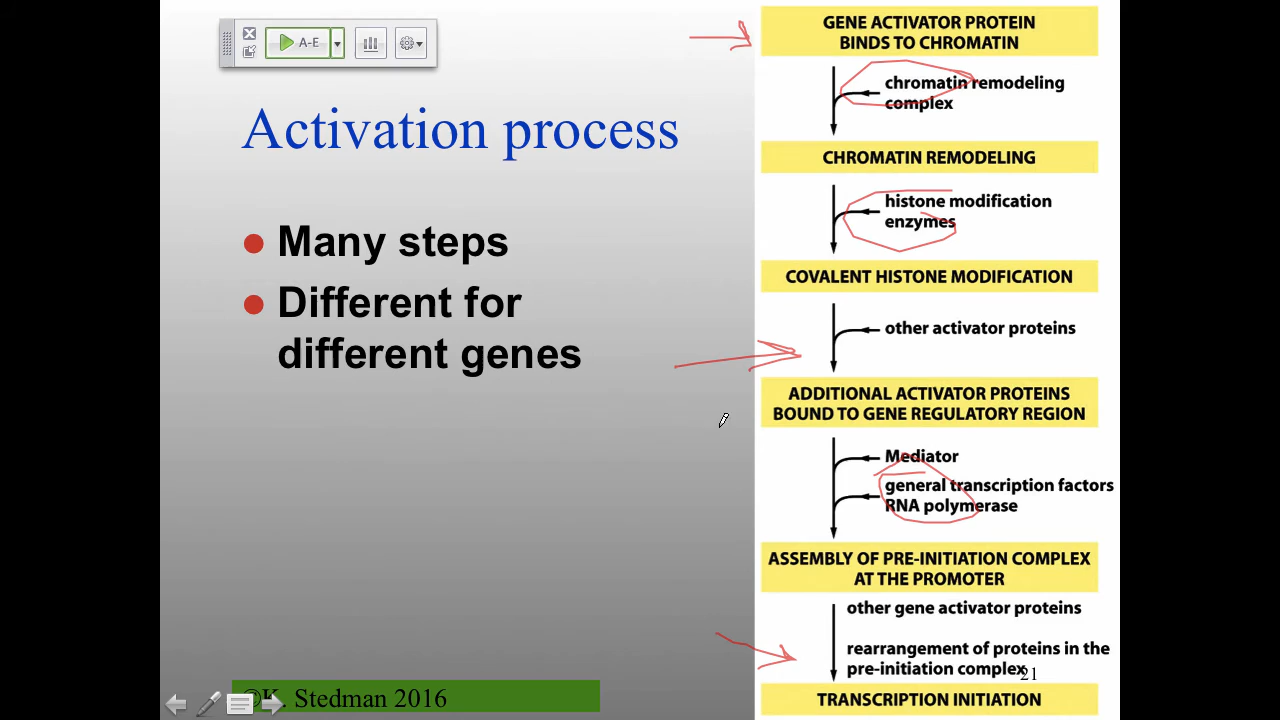 A-E
Activation process
Many steps
Different for
different genes
GENE ACTIVATOR PROTEIN
BINDS TO CHROMATIN
chromatin remodeling
complex
CHROMATIN REMODELING
histone modification
enzymes
COVALENT HISTONE MODIFICATION
other activator proteins
ADDITIONAL ACTIVATOR PROTEINS
BOUND TO GENE REGULATORY REGION
Mediator
general transcription factors
RNA polymerase
ASSEMBLY OF PRE-INITIATION COMPLEX
AT THE PROMOTER
other gene activator proteins
rearrangement of proteins in the
pre-initiation complex
21
TRANSCRIPTION INITIATION
©K. Stedman 2016